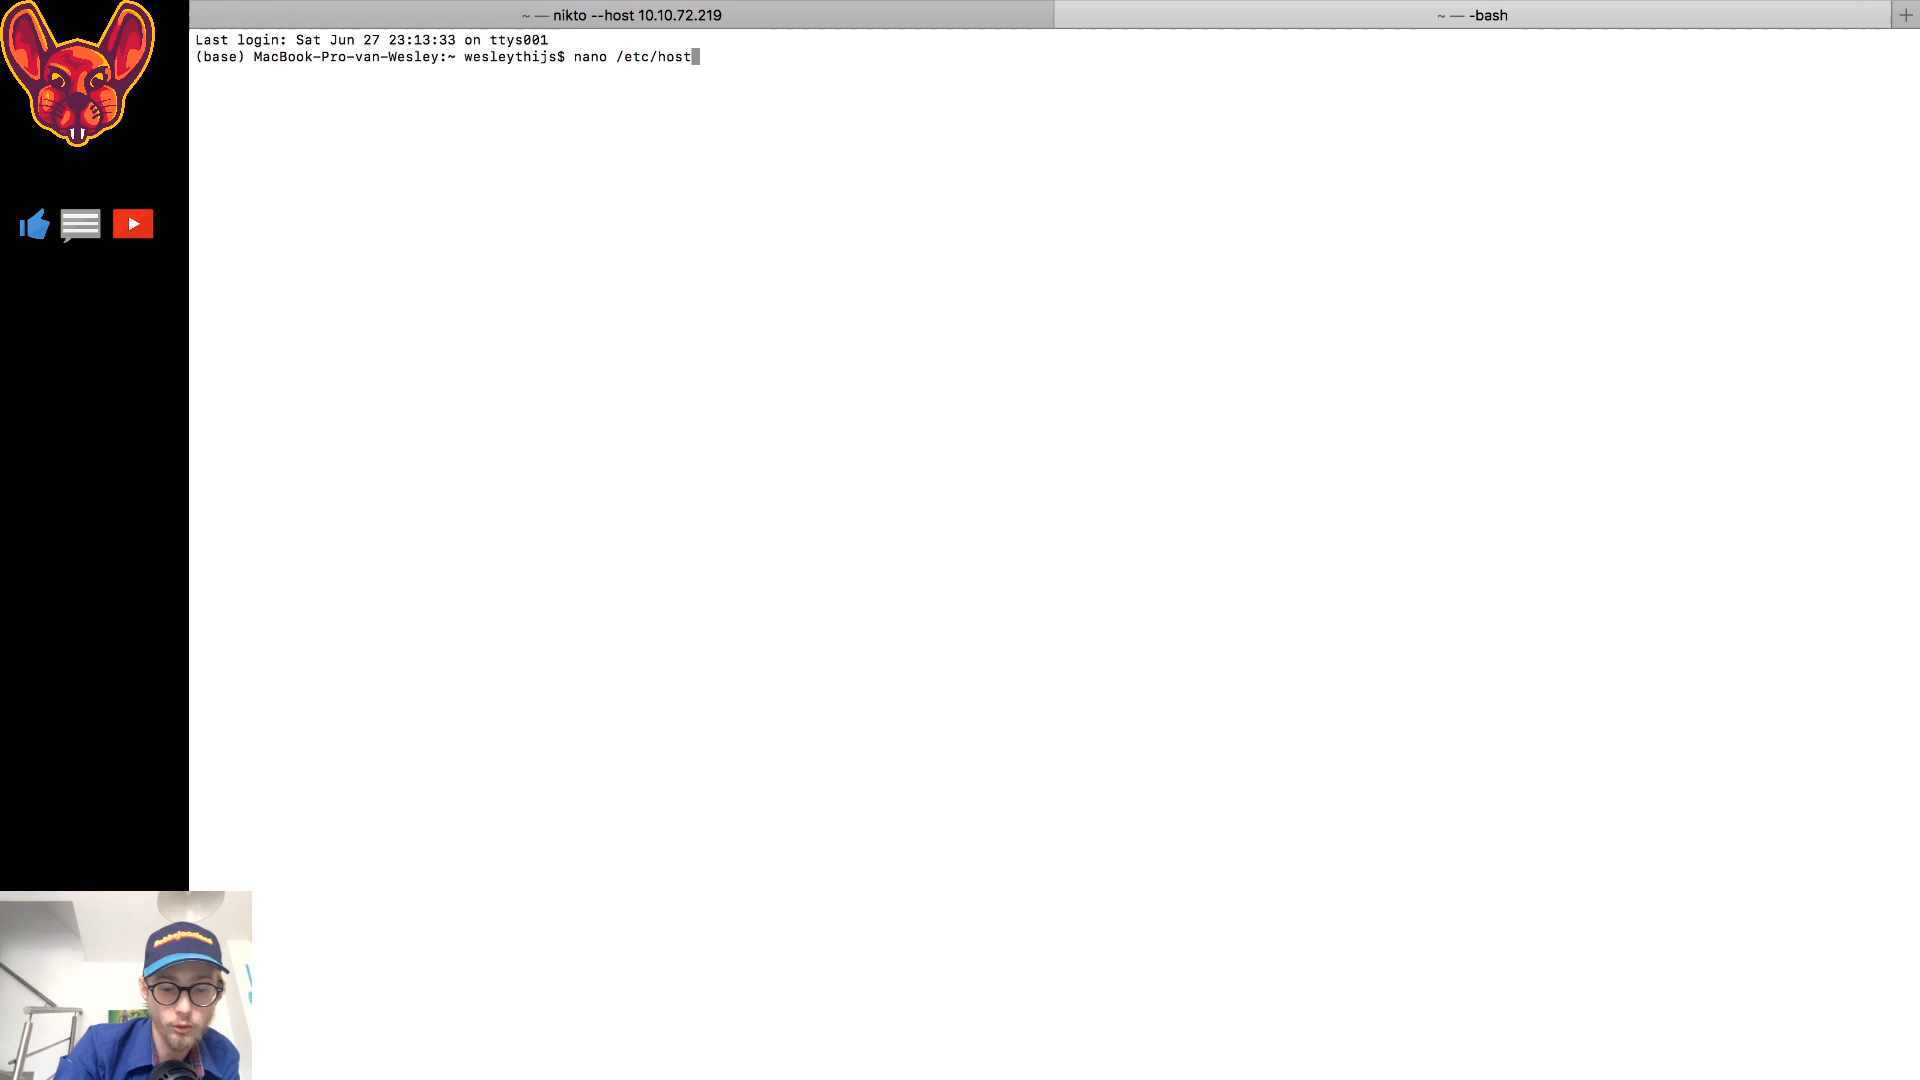 ~ — nikto --host 10.10.72.219
~ — -bash
Last login: Sat Jun 27 23:13:33 on ttys001
(base) MacBook-Pro-van-Wesley:~ wesleythijs$ nano /etc/host